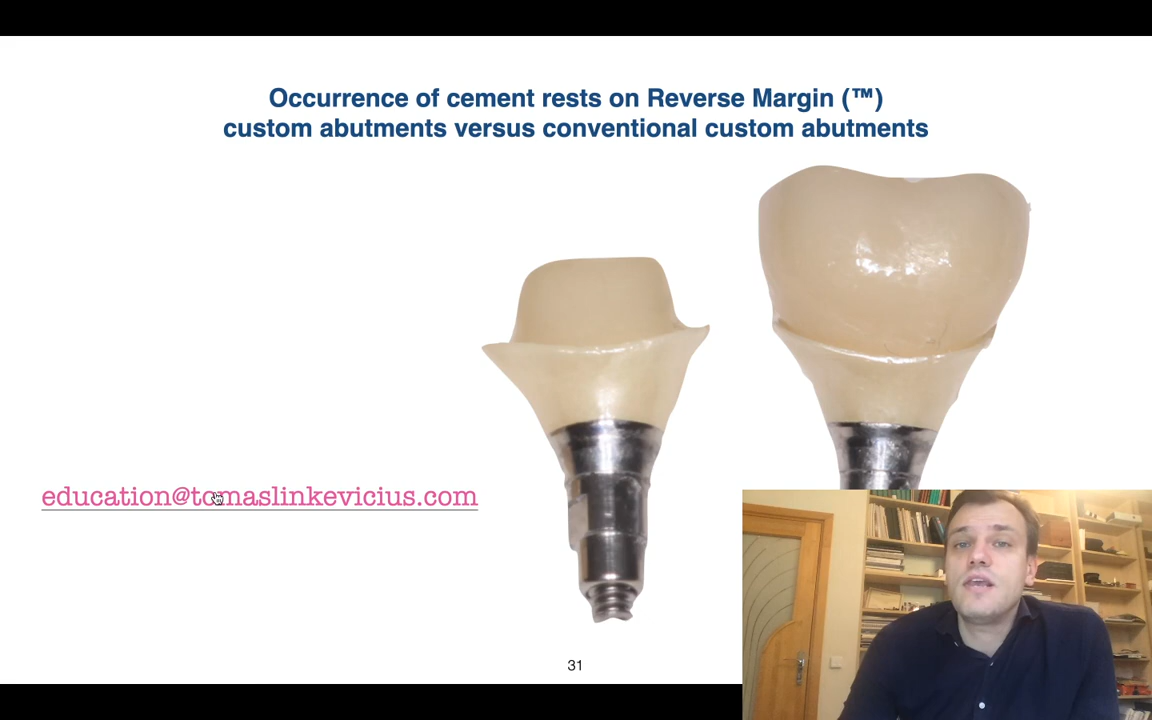 Occurrence of cement rests on Reverse Margin (™)
custom abutments versus conventional custom abutments
education@tomaslinkevicius.com
31